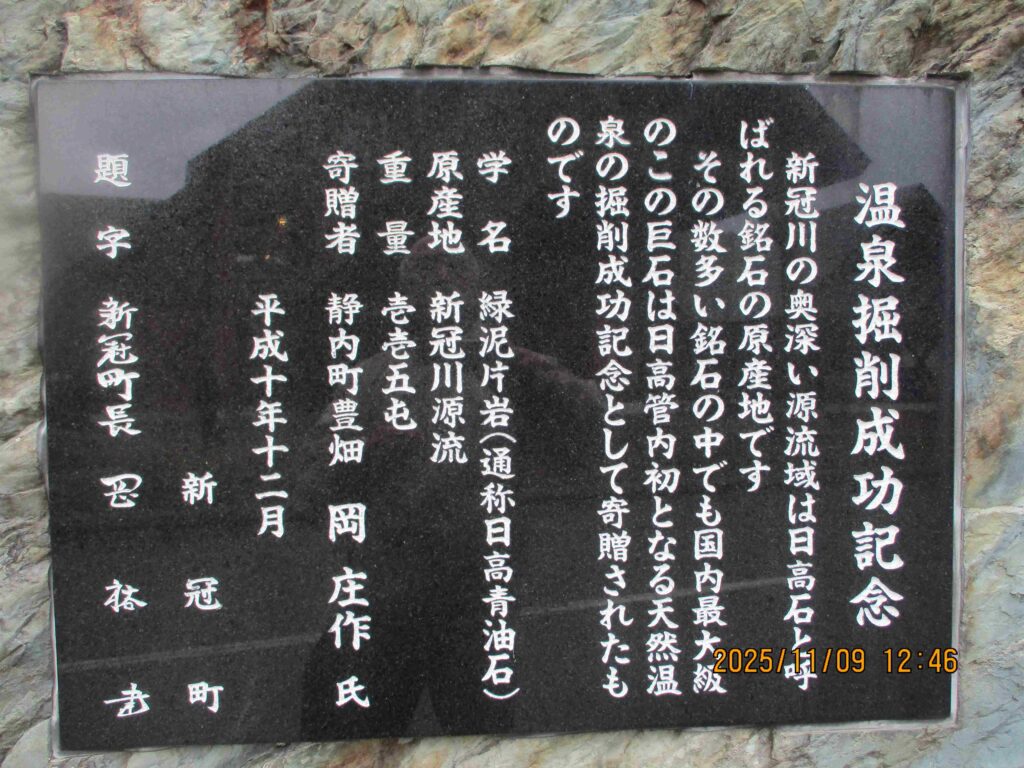 温泉掘削成功記念
新冠川の奥深い源流域は日高石と呼
ばれる銘石の原産地です
その数多い銘石の中でも国内最大級
のこの巨石は日高管内初となる天然温
泉の掘削成功記念として寄贈されたも
のです
学名 緑泥片岩(通称日高青油石)
原産地 新冠川源流
重量 壱壱五屯
寄贈者 静内町豊畑 岡庄作氏
平成十年十二月
新冠町
題字 新冠町長
2025/11/09 12:46